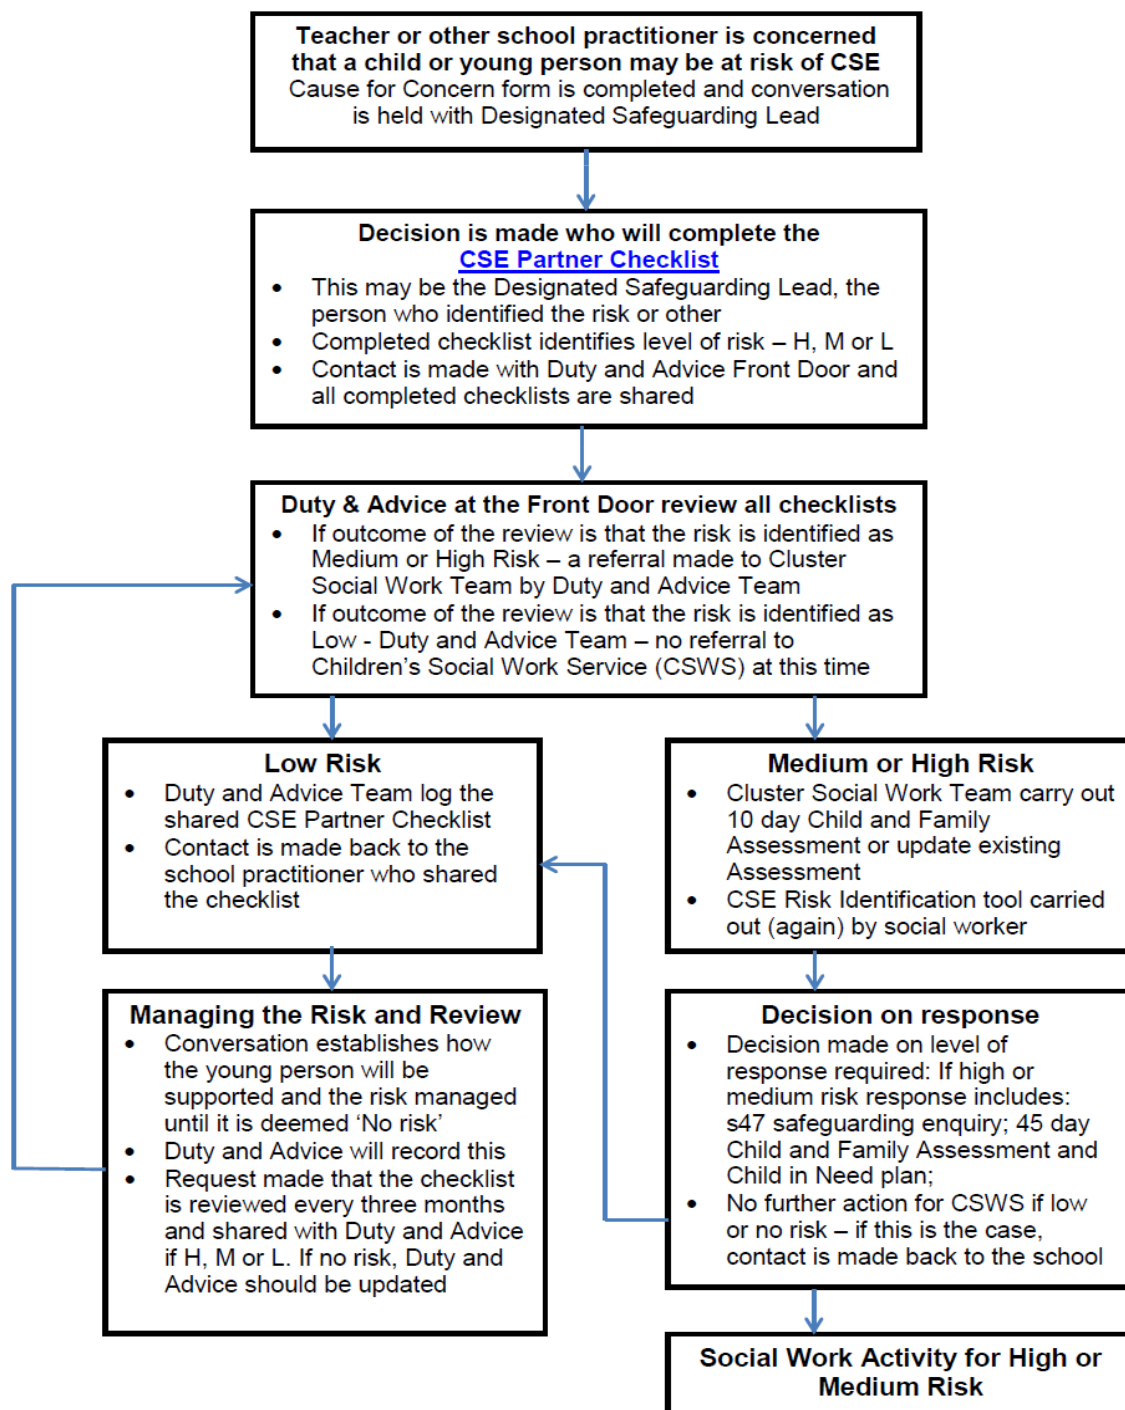 Teacher or other school practitioner is concerned
that a child or young person may be at risk of CSE
Cause for Concern form is completed and conversation
is held with Designated Safeguarding Lead
Decision is made who will complete the
CSE Partner Checklist
• This may be the Designated Safeguarding Lead, the
person who identified the risk or other
• Completed checklist identifies level of risk – H, M or L
• Contact is made with Duty and Advice Front Door and
all completed checklists are shared
Duty & Advice at the Front Door review all checklists
• If outcome of the review is that the risk is identified as
Medium or High Risk – a referral made to Cluster
Social Work Team by Duty and Advice Team
• If outcome of the review is that the risk is identified as
Low - Duty and Advice Team – no referral to
Children's Social Work Service (CSWS) at this time
Low Risk
• Duty and Advice Team log the
shared CSE Partner Checklist
• Contact is made back to the
school practitioner who shared
the checklist
Medium or High Risk
• Cluster Social Work Team carry out
10 day Child and Family
Assessment or update existing
Assessment
• CSE Risk Identification tool carried
out (again) by social worker
Managing the Risk and Review
• Conversation establishes how
the young person will be
supported and the risk managed
until it is deemed 'No risk'
• Duty and Advice will record this
• Request made that the checklist
is reviewed every three months
and shared with Duty and Advice
if H, M or L. If no risk, Duty and
Advice should be updated
Decision on response
• Decision made on level of
response required: If high or
medium risk response includes:
s47 safeguarding enquiry; 45 day
Child and Family Assessment and
Child in Need plan;
• No further action for CSWS if low
or no risk – if this is the case,
contact is made back to the school
Social Work Activity for High or
Medium Risk